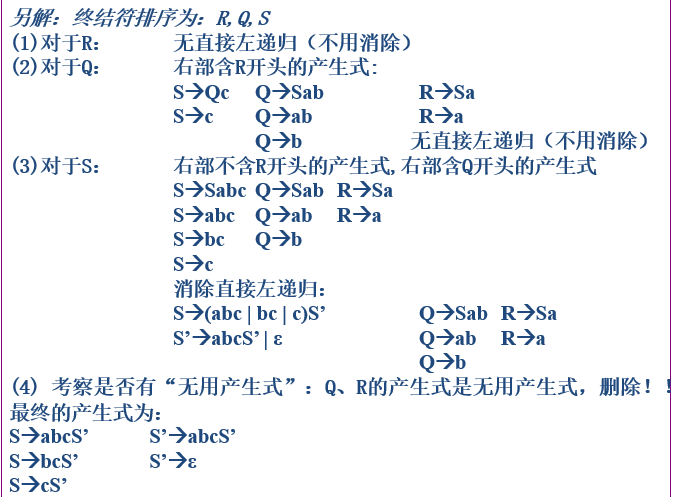 另解：终结符排序为：R,Q,S
(1)对于R： 无直接左递归（不用消除）
(2)对于Q： 右部含R开头的产生式:
S→Qc Q→Sab R→Sa
S→c Q→ab R→a
Q→b 无直接左递归（不用消除）
(3)对于S： 右部不含R开头的产生式,右部含Q开头的产生式
S→Sabc Q→Sab R→Sa
S→abc Q→ab R→a
S→bc Q→b
S→c
消除直接左递归：
S→(abc | bc | c)S’ Q→Sab R→Sa
S’→abcS’ | ε Q→ab R→a
Q→b
(4) 考察是否有“无用产生式”：Q、R的产生式是无用产生式，删除！！
最终的产生式为：
S→abcS’ S’→abcS’
S→bcS’ S’→ε
S→cS’